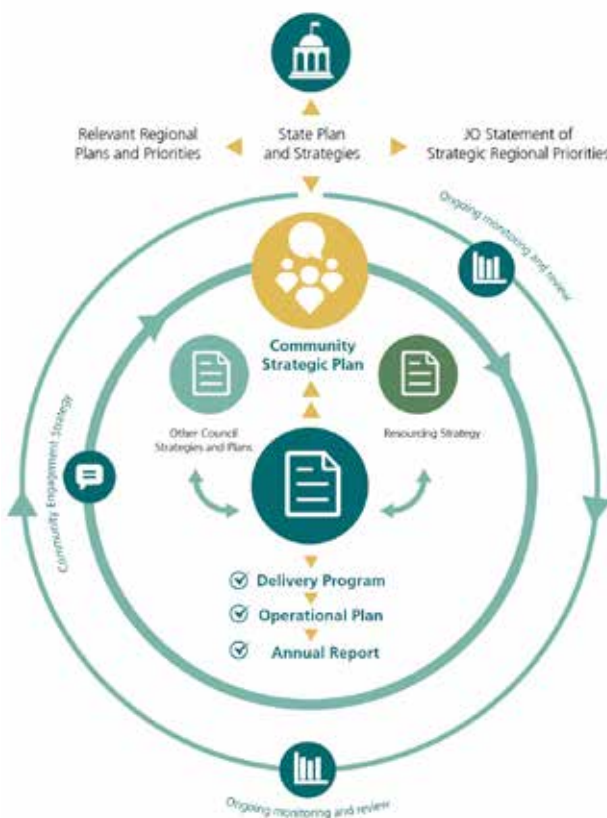 Relevant Regional
Plans and Priorities
State Plan
and Strategies
JO Statement of
Strategic Regional Priorities
Ongoing monitoring and review
Community
Strategic Plan
Other Council
Strategies and Plans
Resourcing Strategy
Community Engagement Strategy
Delivery Program
Operational Plan
Annual Report
Ongoing monitoring and review